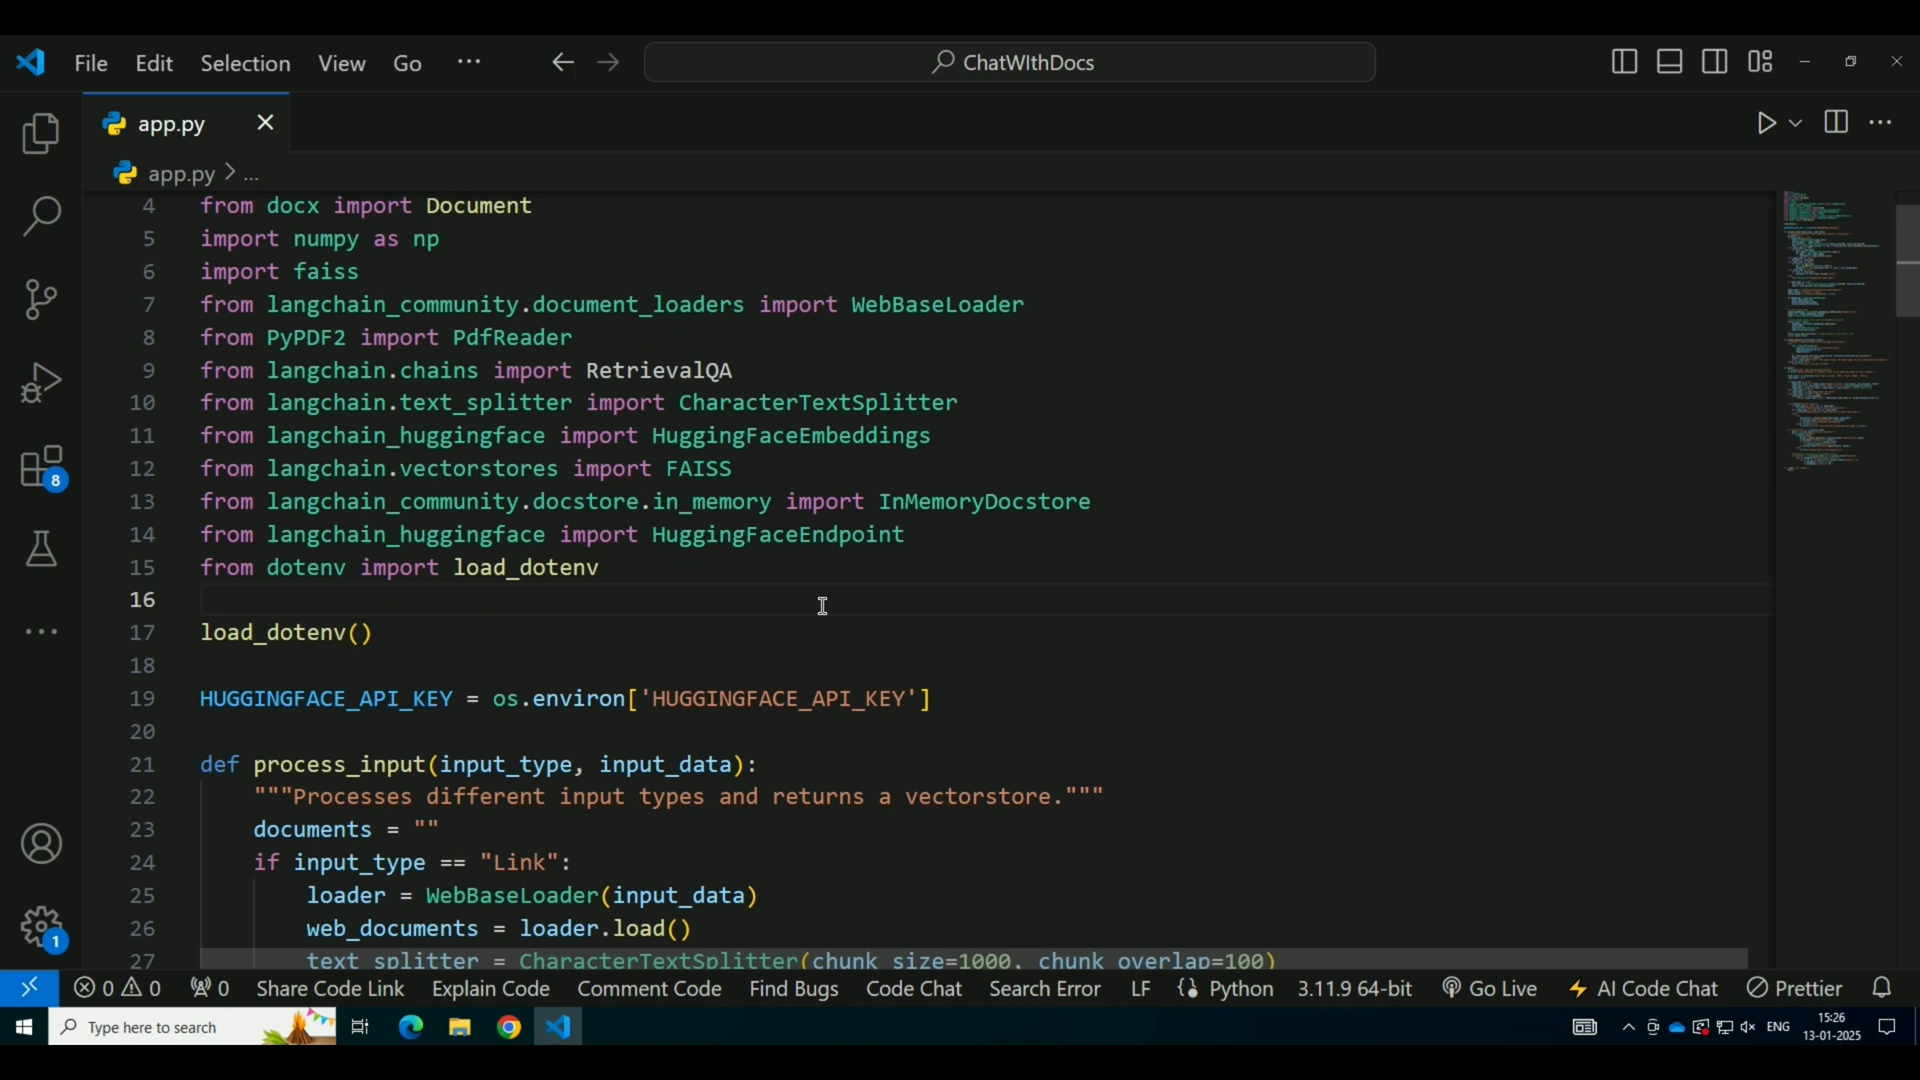 File Edit Selection View Go ··· ChatWIthDocs
app.py
app.py > ...
4 from docx import Document
5 import numpy as np
6 import faiss
7 from langchain_community.document_loaders import WebBaseLoader
8 from PyPDF2 import PdfReader
9 from langchain.chains import RetrievalQA
10 from langchain.text_splitter import CharacterTextSplitter
11 from langchain_huggingface import HuggingFaceEmbeddings
12 from langchain.vectorstores import FAISS
13 from langchain_community.docstore.in_memory import InMemoryDocstore
14 from langchain_huggingface import HuggingFaceEndpoint
15 from dotenv import load_dotenv
16
17 load_dotenv()
18
19 HUGGINGFACE_API_KEY = os.environ['HUGGINGFACE_API_KEY']
20
21 def process_input(input_type, input_data):
22 """Processes different input types and returns a vectorstore."""
23 documents = ""
24 if input_type == "Link":
25 loader = WebBaseLoader(input_data)
26 web_documents = loader.load()
27 text_splitter = CharacterTextSplitter(chunk_size=1000, chunk_overlap=100)
8
1
0 0 0 Share Code Link Explain Code Comment Code Find Bugs Code Chat Search Error LF Python 3.11.9 64-bit Go Live AI Code Chat Prettier
Type here to search ENG 15:26
13-01-2025